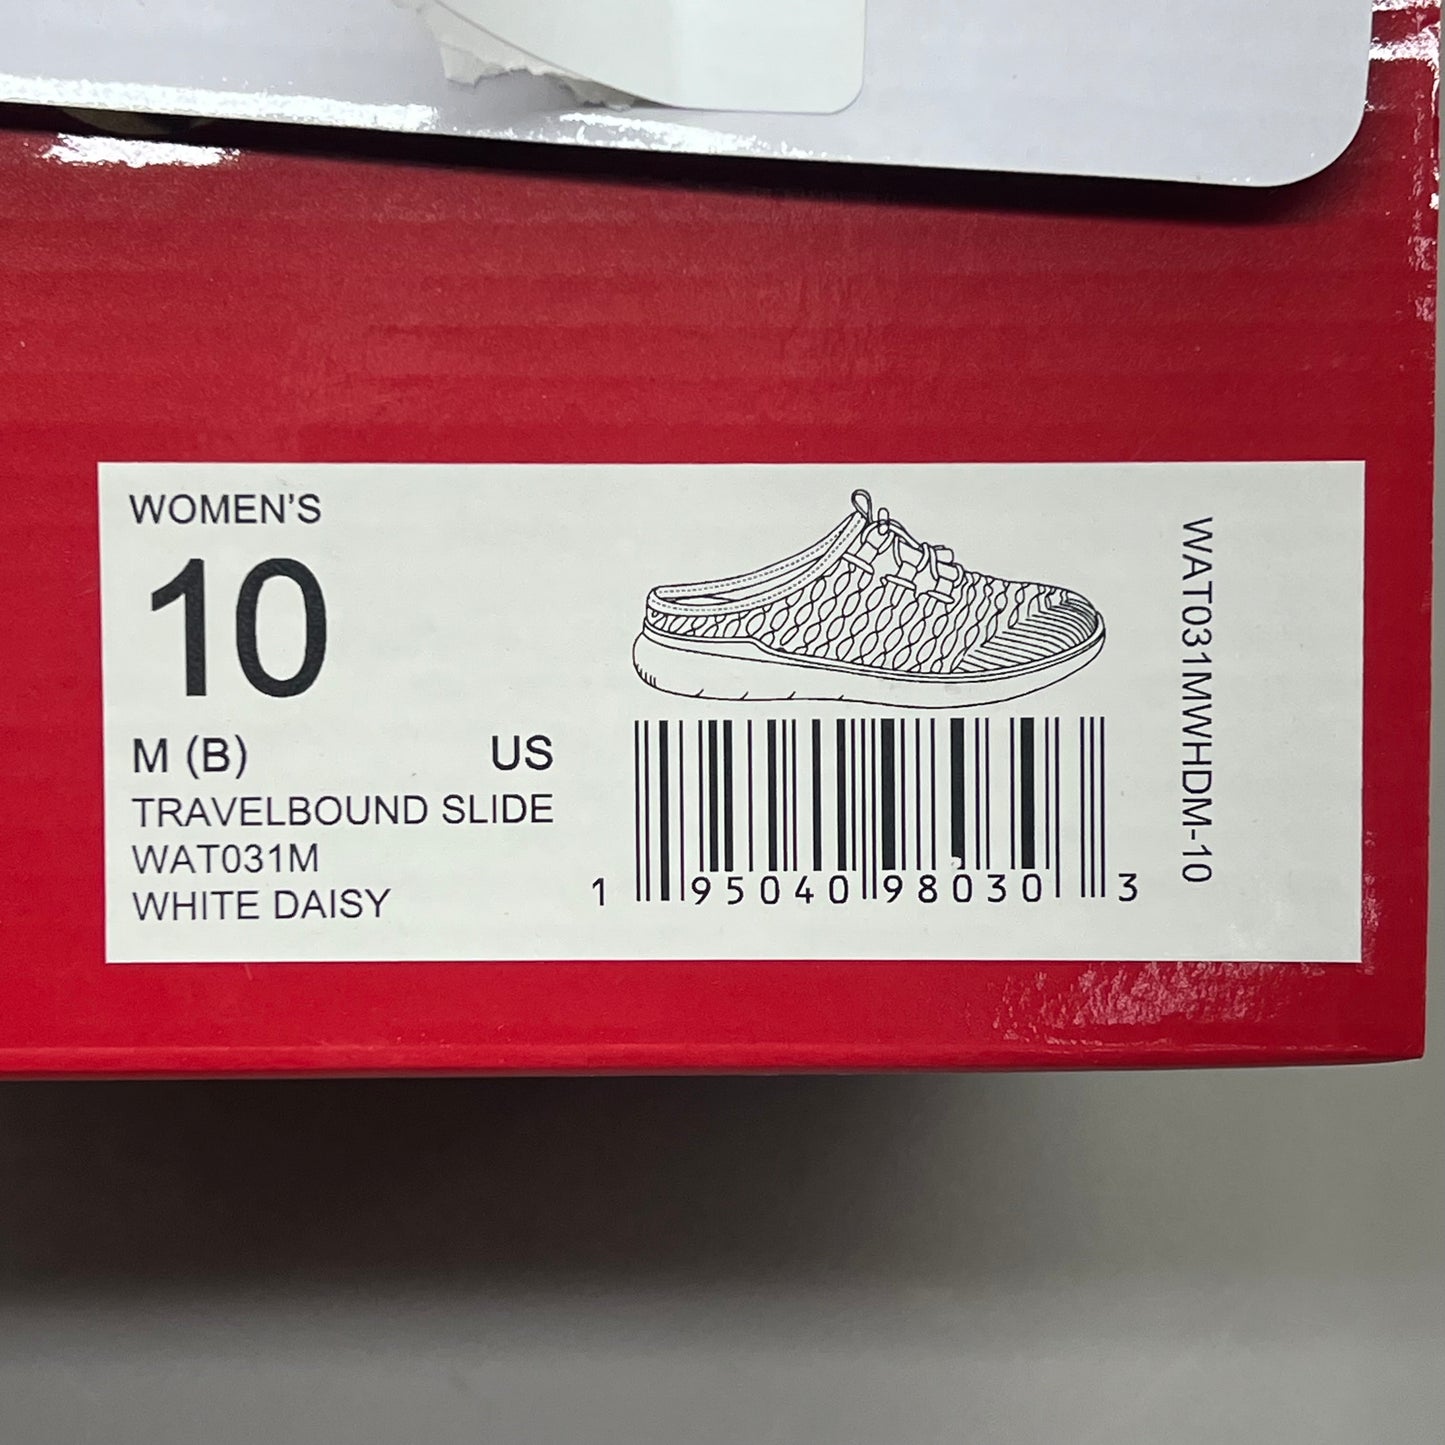 WOMEN'S
10
M (B) US
TRAVELBOUND SLIDE
WAT031M
WHITE DAISY
1 95040 98030 3
WAT031MWHDM-10